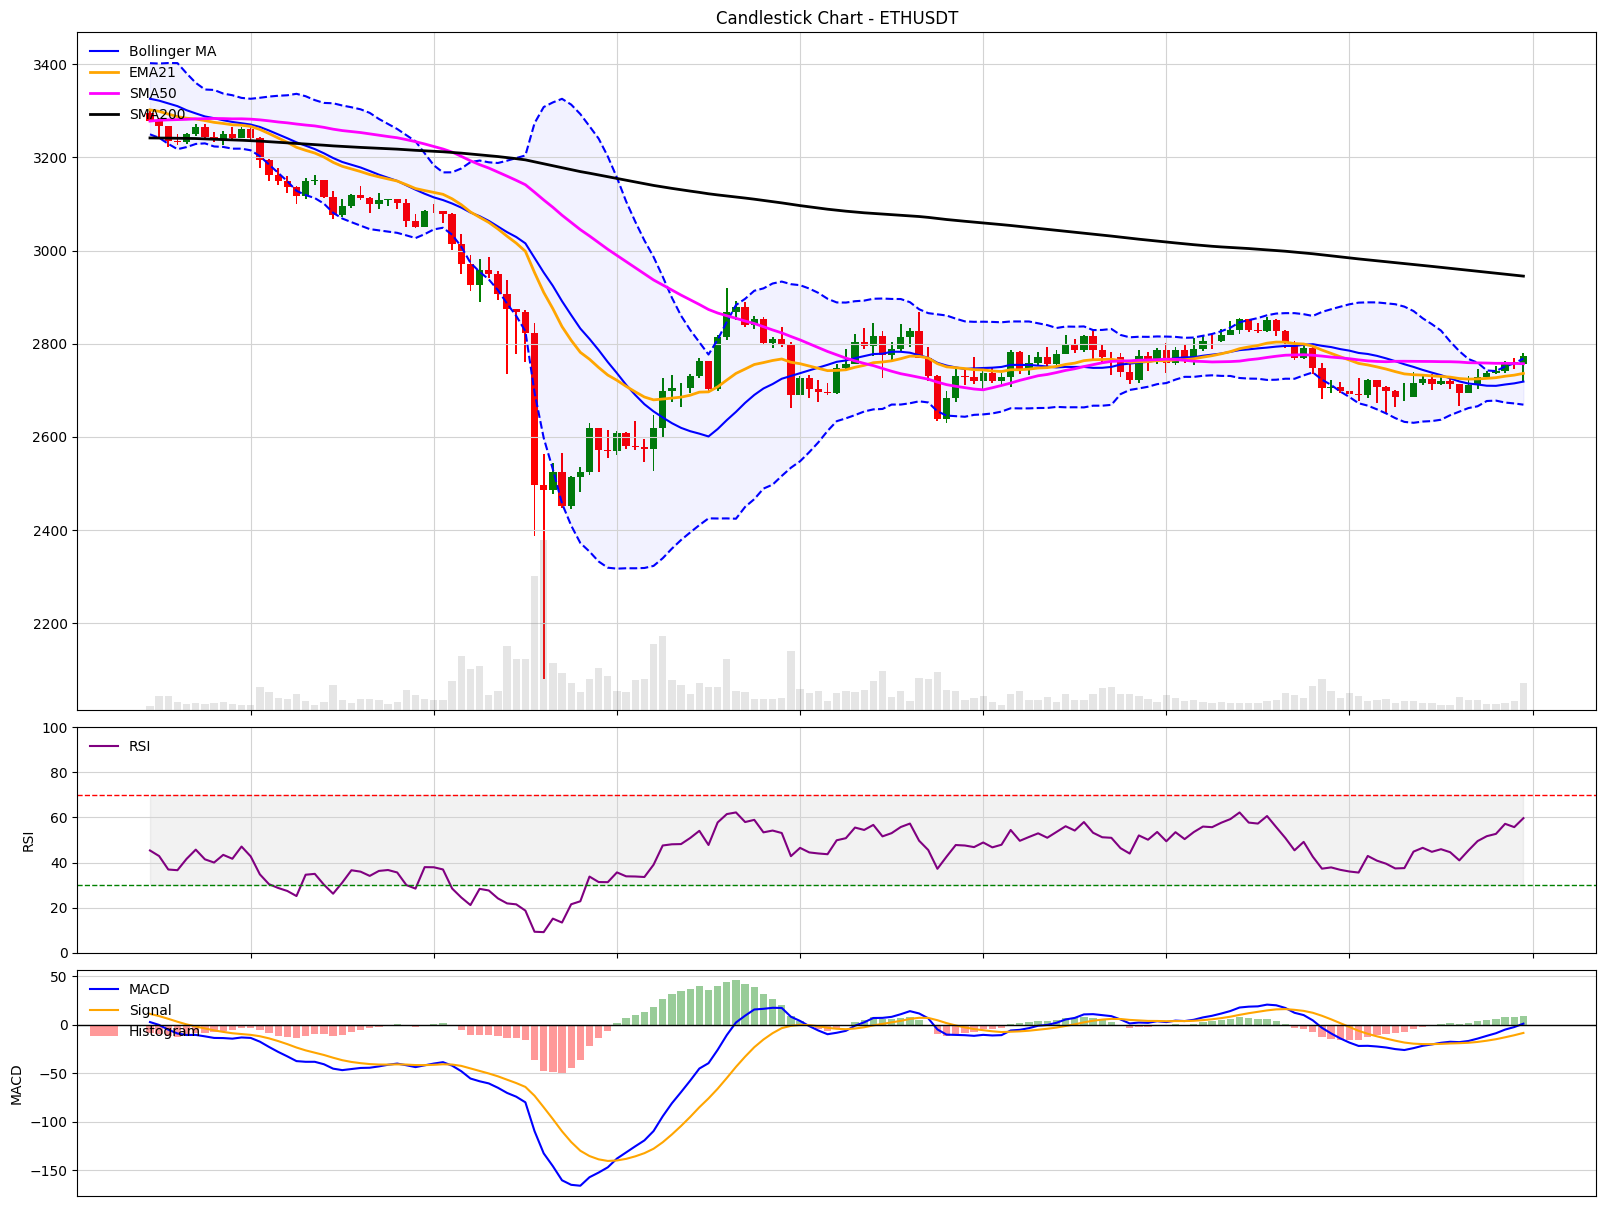 Candlestick Chart - ETHUSDT
Bollinger MA
EMA21
SMA50
SMA200
3400
3200
3000
2800
2600
2400
2200
RSI
100
80
60
40
20
0
RSI
MACD
Signal
Histogram
50
0
−50
−100
−150
MACD